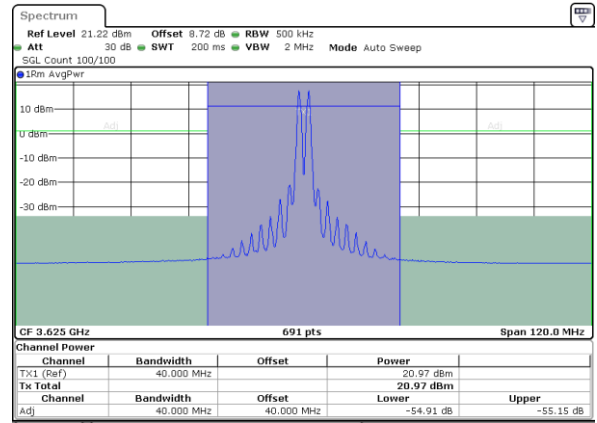 Spectrum
Ref Level 21.22 dBm Offset 8.72 dB RBW 500 kHz
Att 30 dB SWT 200 ms VBW 2 MHz Mode Auto Sweep
SGL Count 100/100
1Rm AvgPwr
10 dBm
Adj Adj
0 dBm
-10 dBm
-20 dBm
-30 dBm
CF 3.625 GHz 691 pts Span 120.0 MHz
Channel Power
Channel Bandwidth Offset Power
TX1 (Ref) 40.000 MHz 20.97 dBm
Tx Total 20.97 dBm
Channel Bandwidth Offset Lower Upper
Adj 40.000 MHz 40.000 MHz -54.91 dB -55.15 dB